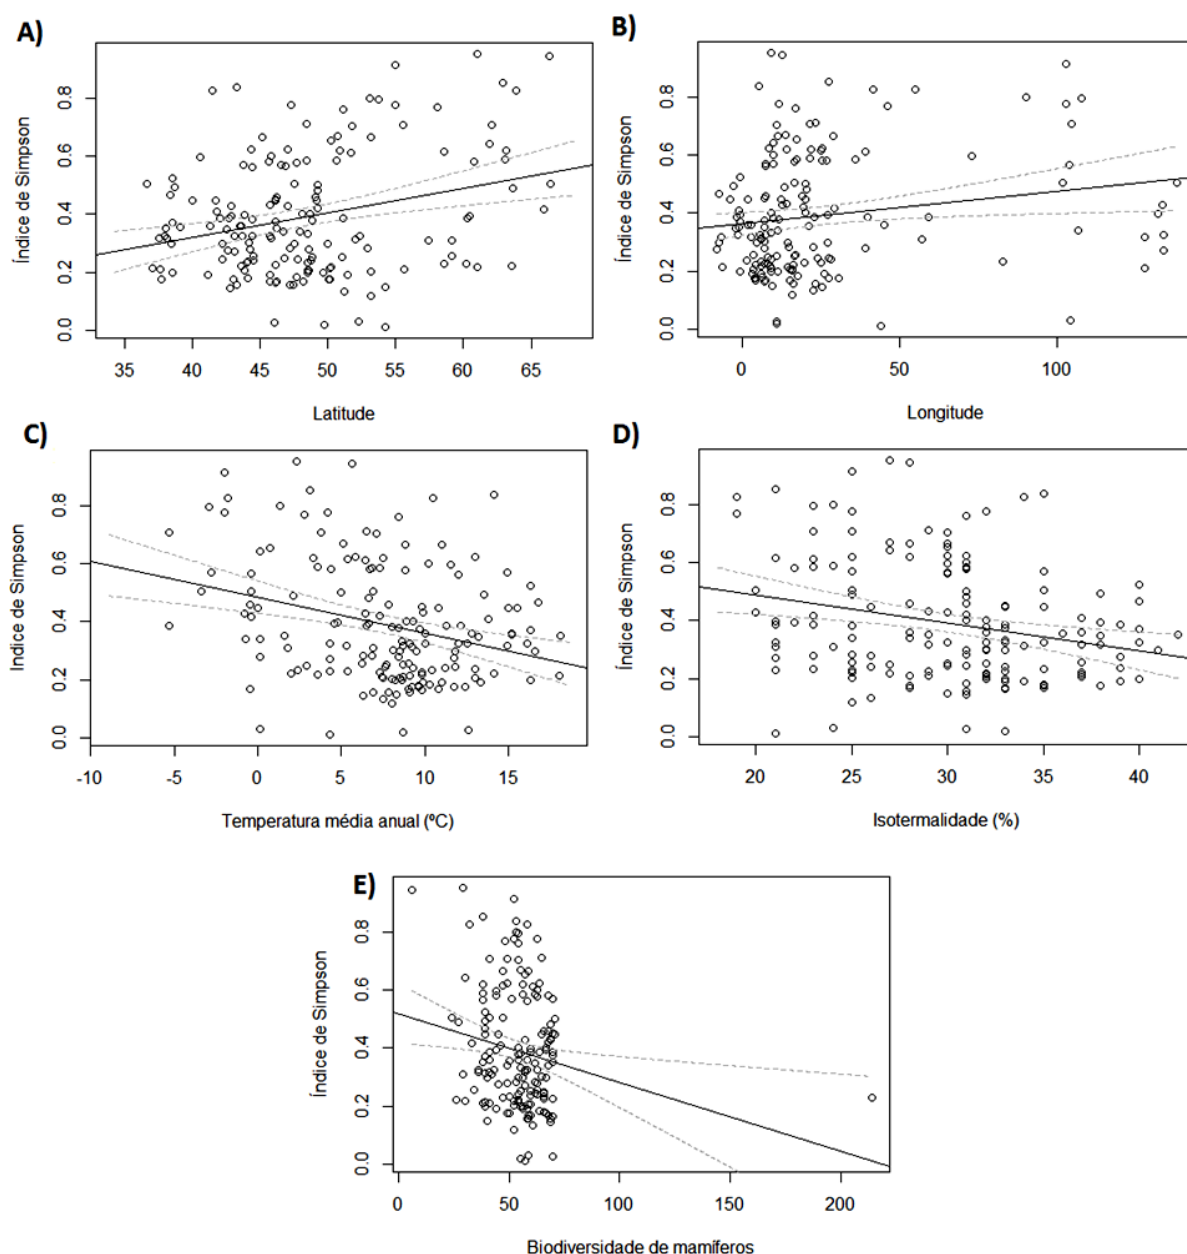 A)
Índice de Simpson
0.0 0.2 0.4 0.6 0.8
35 40 45 50 55 60 65
Latitude
B)
Índice de Simpson
0.0 0.2 0.4 0.6 0.8
0 50 100
Longitude
C)
Indice de Simpson
0.0 0.2 0.4 0.6 0.8
-10 -5 0 5 10 15
Temperatura média anual (ºC)
D)
Índice de Simpson
0.0 0.2 0.4 0.6 0.8
20 25 30 35 40
Isotermalidade (%)
E)
Índice de Simpson
0.0 0.2 0.4 0.6 0.8
0 50 100 150 200
Biodiversidade de mamíferos